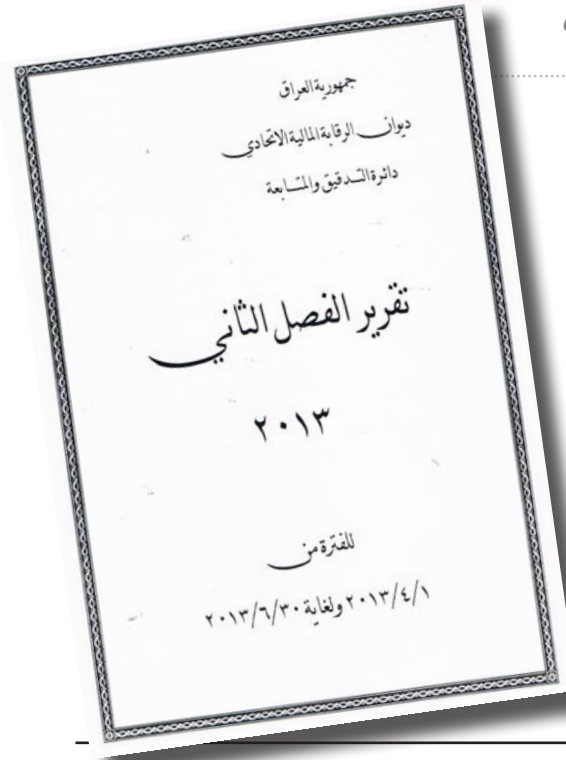 جمهورية العراق
ديوان الرقابة المالية الاتحادي
دائرة التدقيق والمتابعة
تقرير الفصل الثاني
٢٠١٣
للفترة من
٢٠١٣/٤/١ ولغاية ٢٠١٣/٦/٣٠